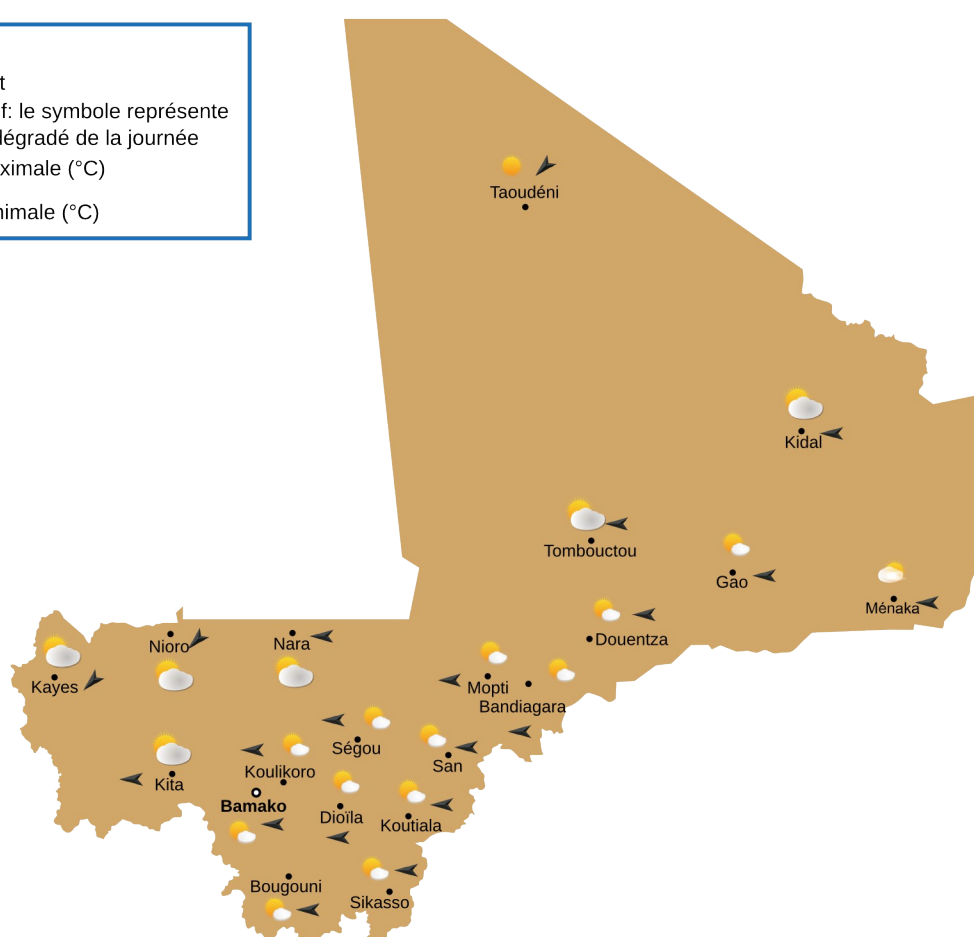 t
f: le symbole représente
dégradé de la journée
ximale (°C)
nimale (°C)
Taoudéni
Kidal
Tombouctou
Gao
Ménaka
Douentza
Nioro
Nara
Kayes
Mopti
Bandiagara
Ségou
San
Kita
Koulikoro
Bamako
Dioïla
Koutiala
Bougouni
Sikasso